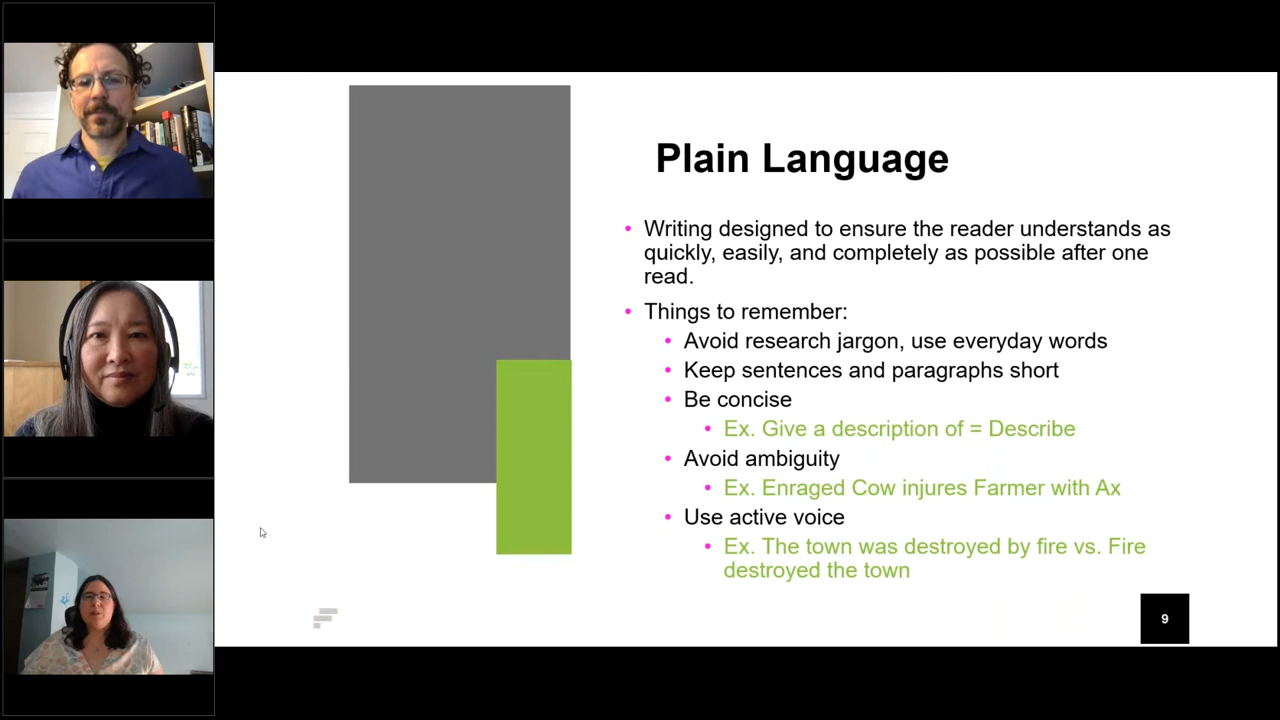 Plain Language
• Writing designed to ensure the reader understands as
quickly, easily, and completely as possible after one
read.
• Things to remember:
• Avoid research jargon, use everyday words
• Keep sentences and paragraphs short
• Be concise
• Ex. Give a description of = Describe
• Avoid ambiguity
• Ex. Enraged Cow injures Farmer with Ax
• Use active voice
• Ex. The town was destroyed by fire vs. Fire
destroyed the town
9